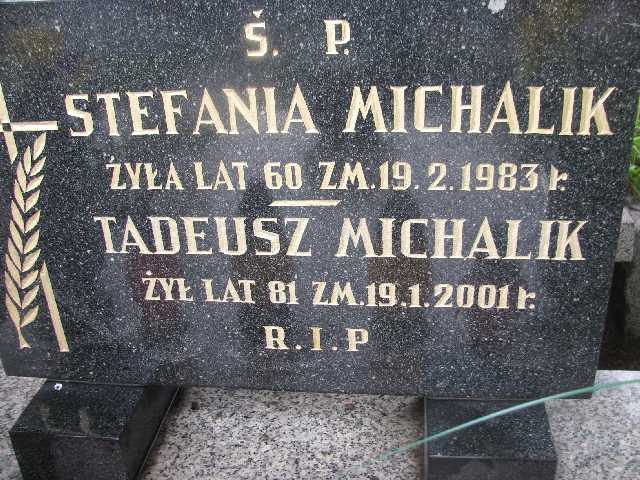 Ś. P.
STEFANIA MICHALIK
ŻYŁA LAT 60 ZM. 19. 2. 1983 r.
TADEUSZ MICHALIK
ŻYŁ LAT 81 ZM. 19. 1. 2001 r.
R. I. P